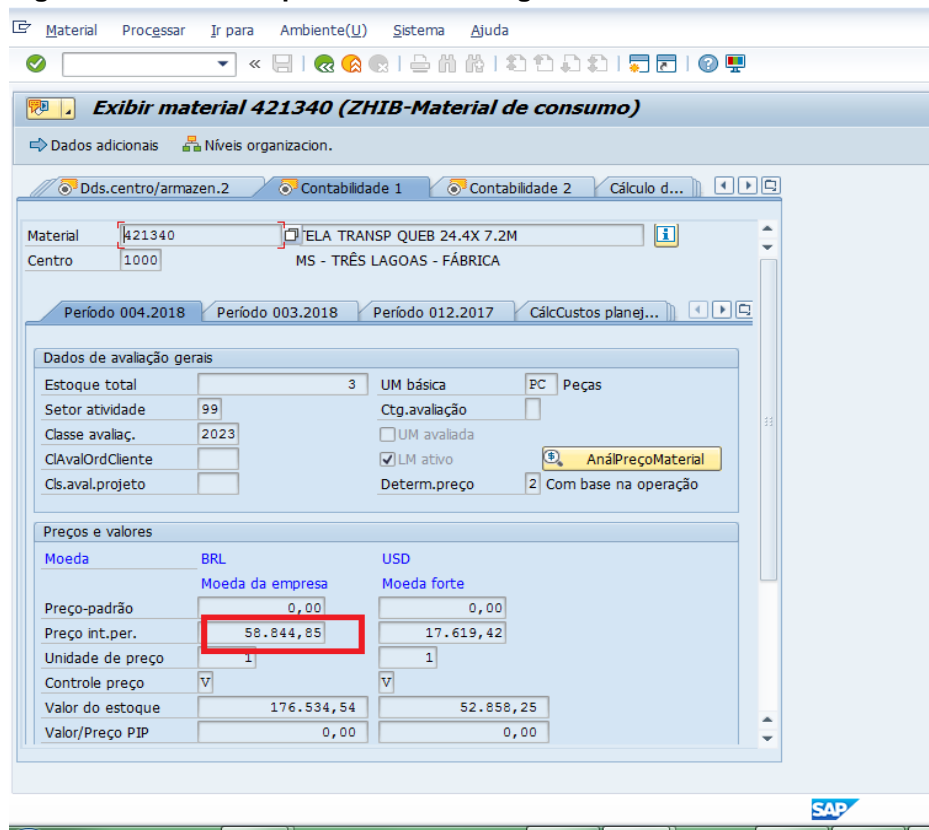 Material Processar Ir para Ambiente(U) Sistema Ajuda
Exibir material 421340 (ZHIB-Material de consumo)
Dados adicionais Níveis organizacion.
Dds.centro/armazen.2 Contabilidade 1 Contabilidade 2 Cálculo d...
Material 421340 TELA TRANSP QUEB 24.4X 7.2M
Centro 1000 MS - TRÊS LAGOAS - FÁBRICA
Período 004.2018 Período 003.2018 Período 012.2017 CálcCustos planej...
Dados de avaliação gerais
Estoque total 3 UM básica PC Peças
Setor atividade 99 Ctg.avaliação
Classe avaliaç. 2023 UM avaliada
ClAvalOrdCliente LM ativo AnálPreçoMaterial
Cls.aval.projeto Determ.preço 2 Com base na operação
Preços e valores
Moeda BRL USD
Moeda da empresa Moeda forte
Preço-padrão 0,00 0,00
Preço int.per. 58.844,85 17.619,42
Unidade de preço 1 1
Controle preço V V
Valor do estoque 176.534,54 52.858,25
Valor/Preço PIP 0,00 0,00
SAP